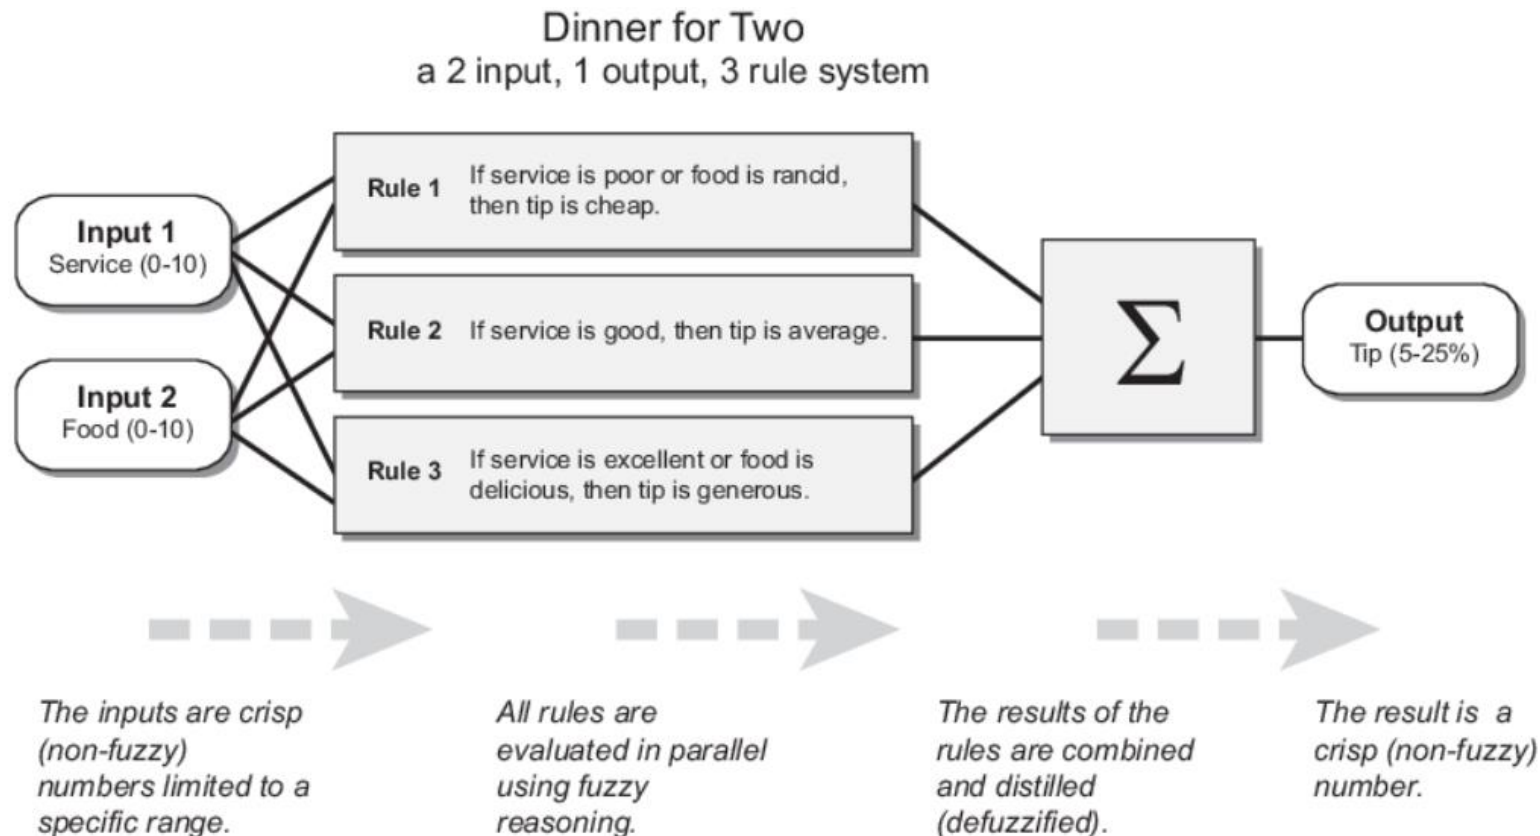 Dinner for Two
a 2 input, 1 output, 3 rule system
Input 1
Service (0-10)
Input 2
Food (0-10)
Rule 1
If service is poor or food is rancid,
then tip is cheap.
Rule 2
If service is good, then tip is average.
Rule 3
If service is excellent or food is
delicious, then tip is generous.
Σ
Output
Tip (5-25%)
The inputs are crisp
(non-fuzzy)
numbers limited to a
specific range.
All rules are
evaluated in parallel
using fuzzy
reasoning.
The results of the
rules are combined
and distilled
(defuzzified).
The result is a
crisp (non-fuzzy)
number.